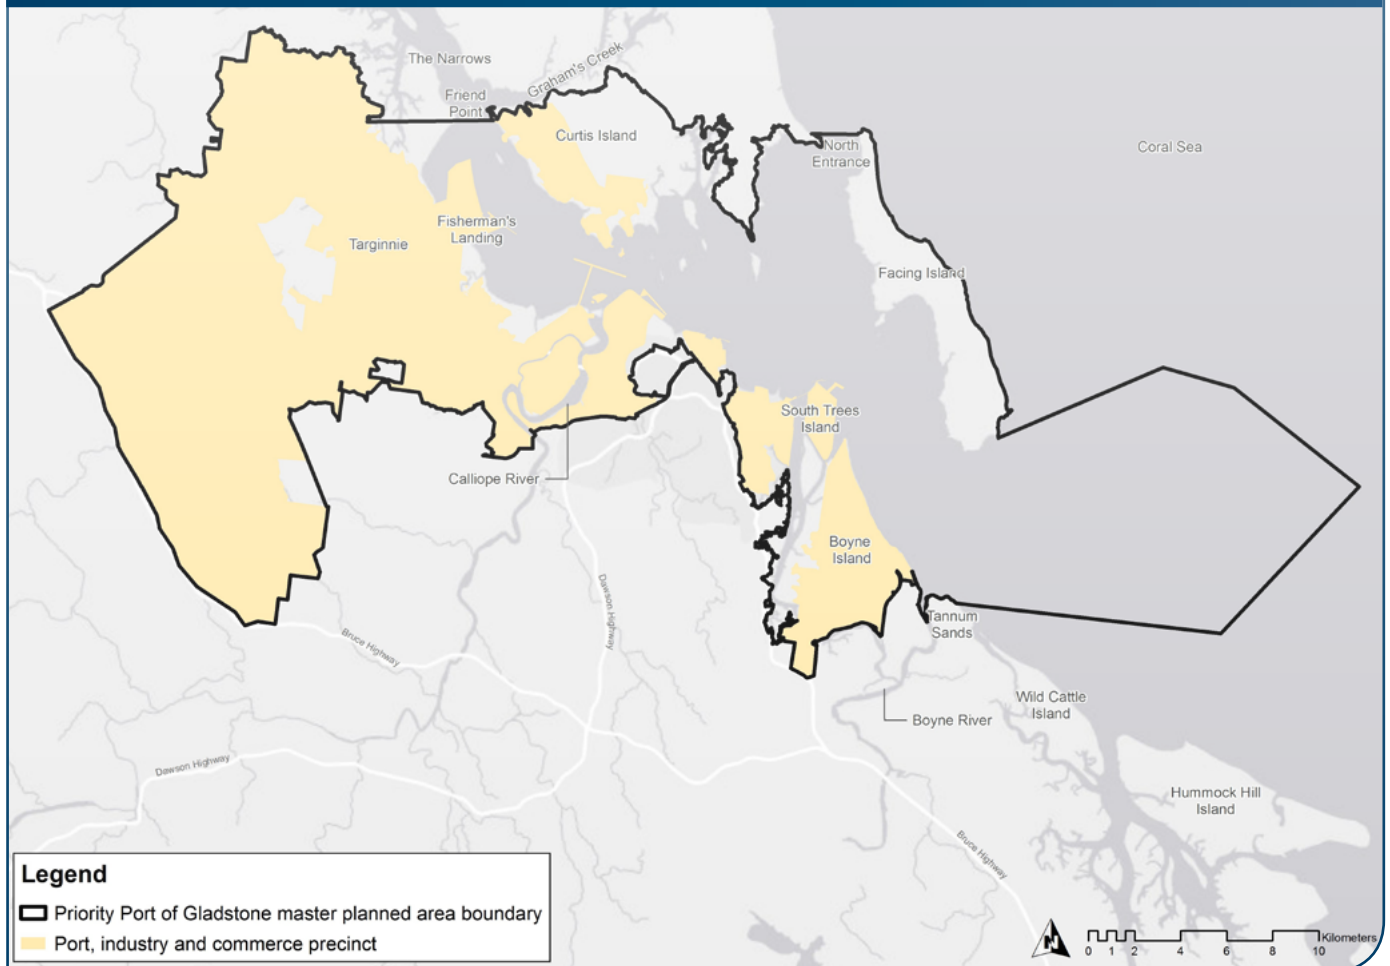 The Narrows
Graham's Creek
Friend
Point
Curtis Island
North
Entrance
Coral Sea
Fisherman's
Landing
Targinnie
Facing Island
South Trees
Island
Calliope River
Boyne
Island
Dawson Highway
Bruce Highway
Tannum
Sands
Wild Cattle
Island
Boyne River
Dawson Highway
Hummock Hill
Island
Bruce Highway
Legend
Priority Port of Gladstone master planned area boundary
Port, industry and commerce precinct
N
Kilometers
0 1 2 4 6 8 10